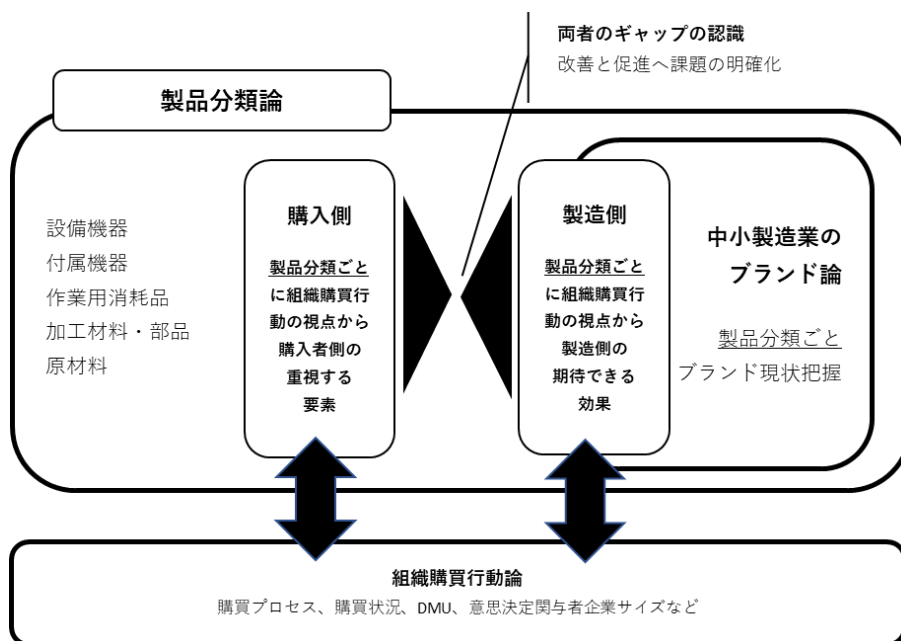 両者のギャップの認識
改善と促進へ課題の明確化
製品分類論
設備機器
付属機器
作業用消耗品
加工材料・部品
原材料
購入側
製品分類ごと
に組織購買行
動の視点から
購入者側の
重視する
要素
製造側
製品分類ごと
に組織購買行
動の視点から
製造側の
期待できる
効果
中小製造業の
ブランド論
製品分類ごと
ブランド現状把握
組織購買行動論
購買プロセス、購買状況、DMU、意思決定関与者企業サイズなど